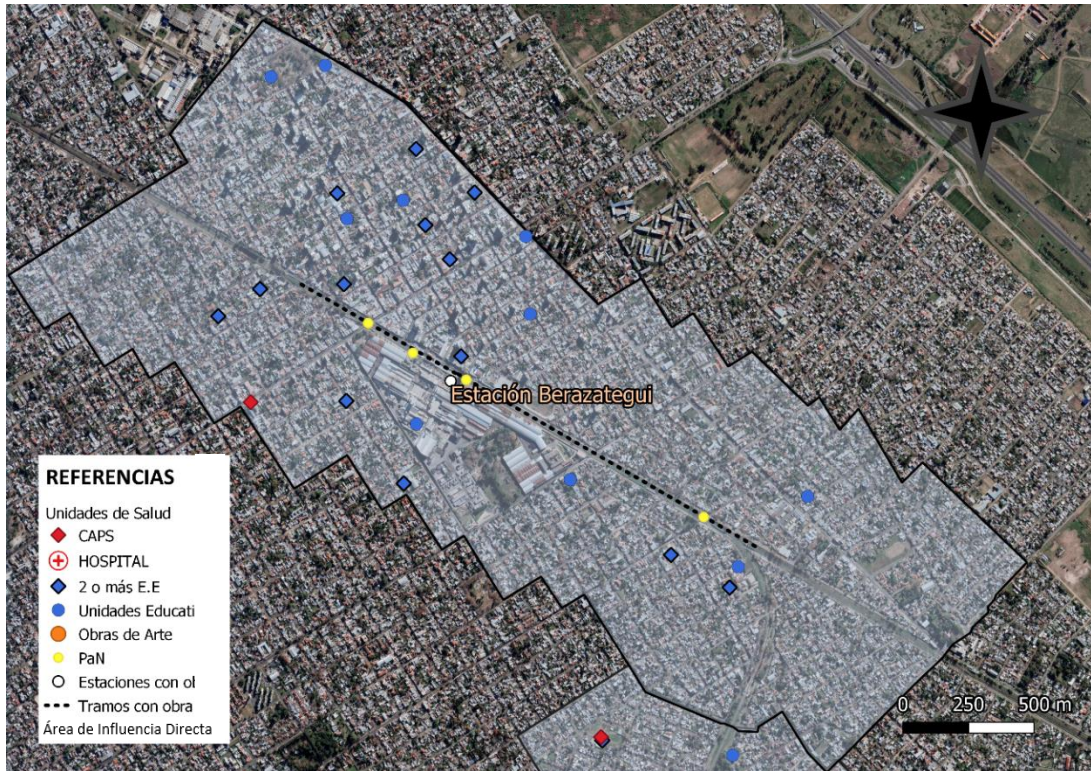 Estación Berazategui
REFERENCIAS
Unidades de Salud
CAPS
HOSPITAL
2 o más E.E
Unidades Educati
Obras de Arte
PaN
Estaciones con ol
Tramos con obra
Área de Influencia Directa
0 250 500 m